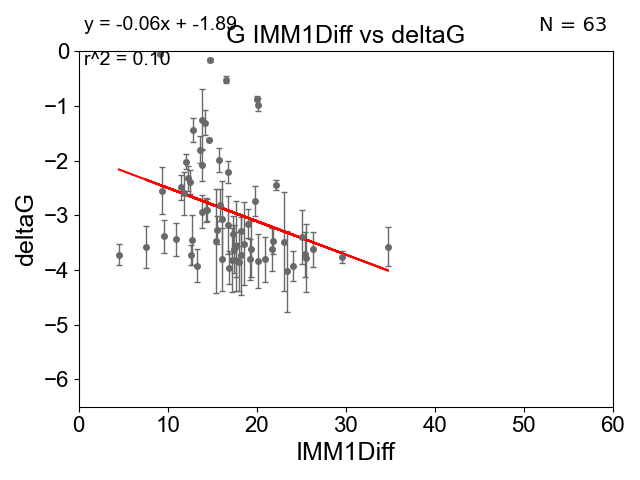 y = -0.06x + -1.89
N = 63
G IMM1Diff vs deltaG
r^2 = 0.10
0
−1
−2
−3
−4
−5
−6
deltaG
0 10 20 30 40 50 60
IMM1Diff